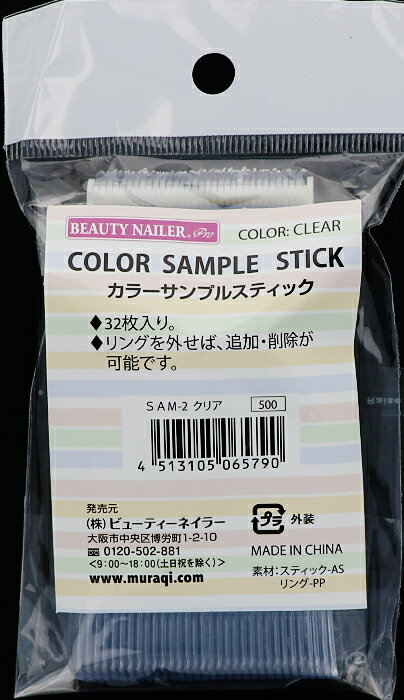 BEAUTY NAILER® Pro COLOR: CLEAR
COLOR SAMPLE STICK
カラーサンプルスティック
♦32枚入り。
♦リングを外せば、追加・削除が
可能です。
SAM-2 クリア 500
4 513105 065790
発売元
(株)ビューティーネイラー
大阪市中央区博労町1-2-10
0120-502-881
<9:00〜18:00(土日祝を除く)>
www.muraqi.com
プラ 外装
MADE IN CHINA
素材:スティック-AS
リング-PP